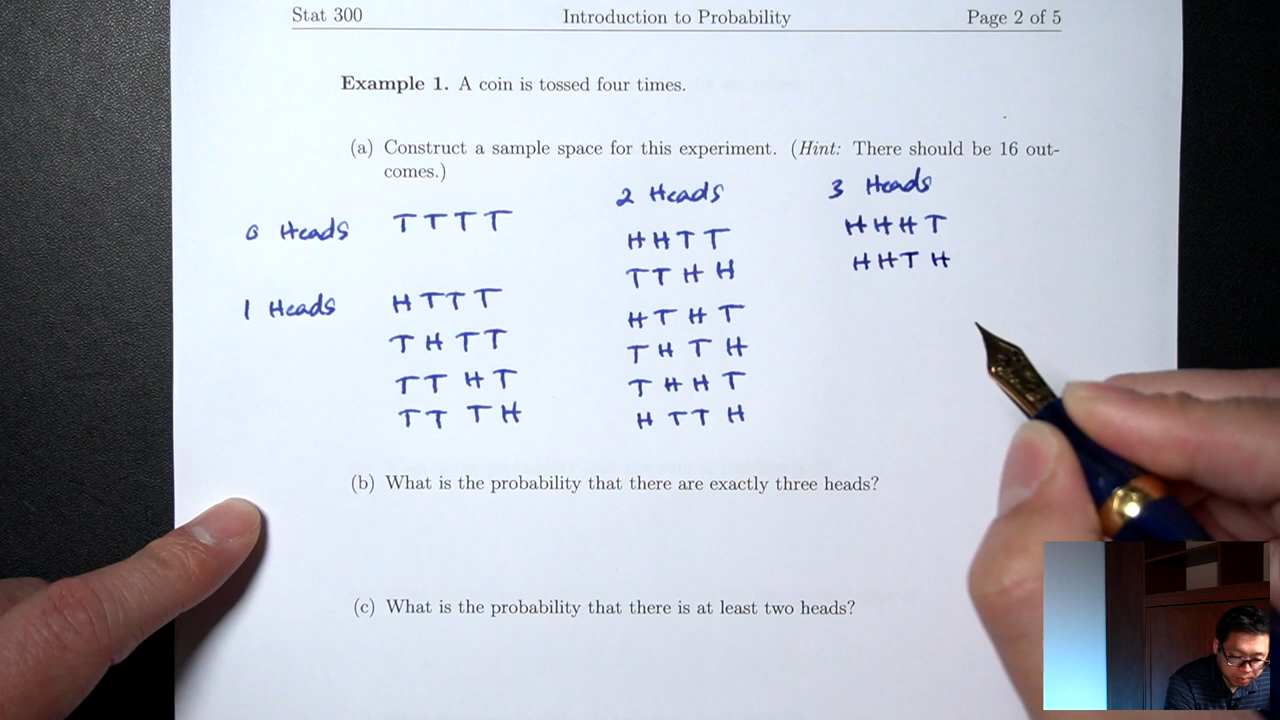 Stat 300 Introduction to Probability Page 2 of 5
Example 1. A coin is tossed four times.
(a) Construct a sample space for this experiment. (Hint: There should be 16 out-
comes.)
0 Heads TTTT
1 Heads HTTT
THTT
TTHT
TTTH
2 Heads
HHTT
TTHH
HTHT
THTH
THHT
HTTH
3 Heads
HHHT
HHTH
(b) What is the probability that there are exactly three heads?
(c) What is the probability that there is at least two heads?